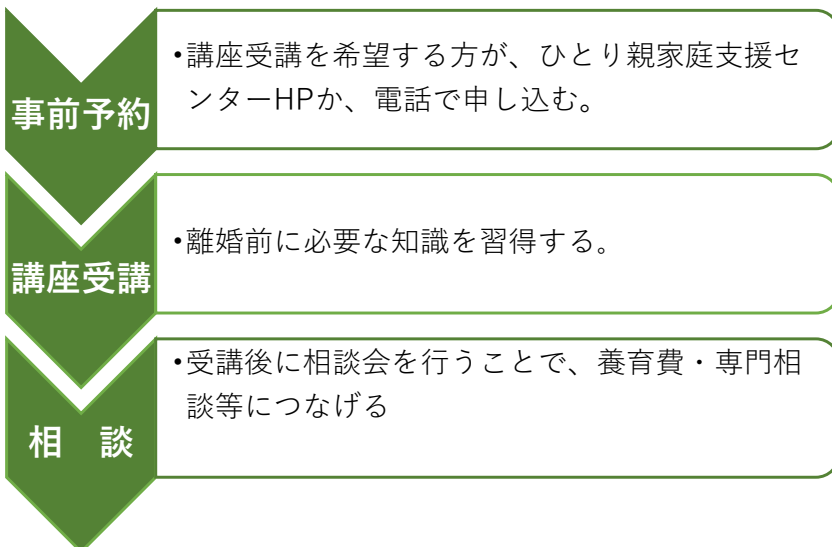 事前予約
•講座受講を希望する方が、ひとり親家庭支援セ
ンターHPか、電話で申し込む。
講座受講
•離婚前に必要な知識を習得する。
相　談
•受講後に相談会を行うことで、養育費・専門相
談等につなげる